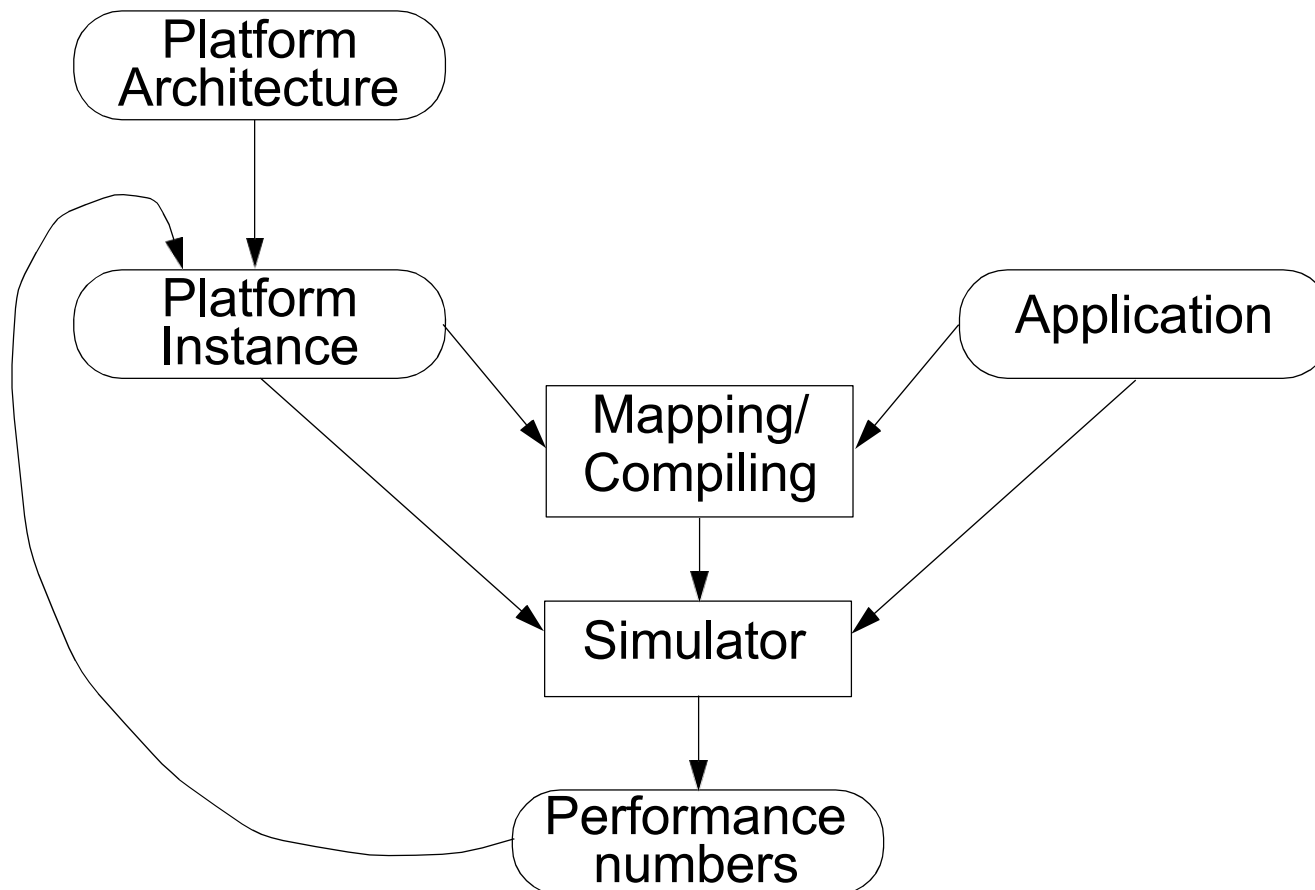 Platform
Architecture
Platform
Instance
Application
Mapping/
Compiling
Simulator
Performance
numbers